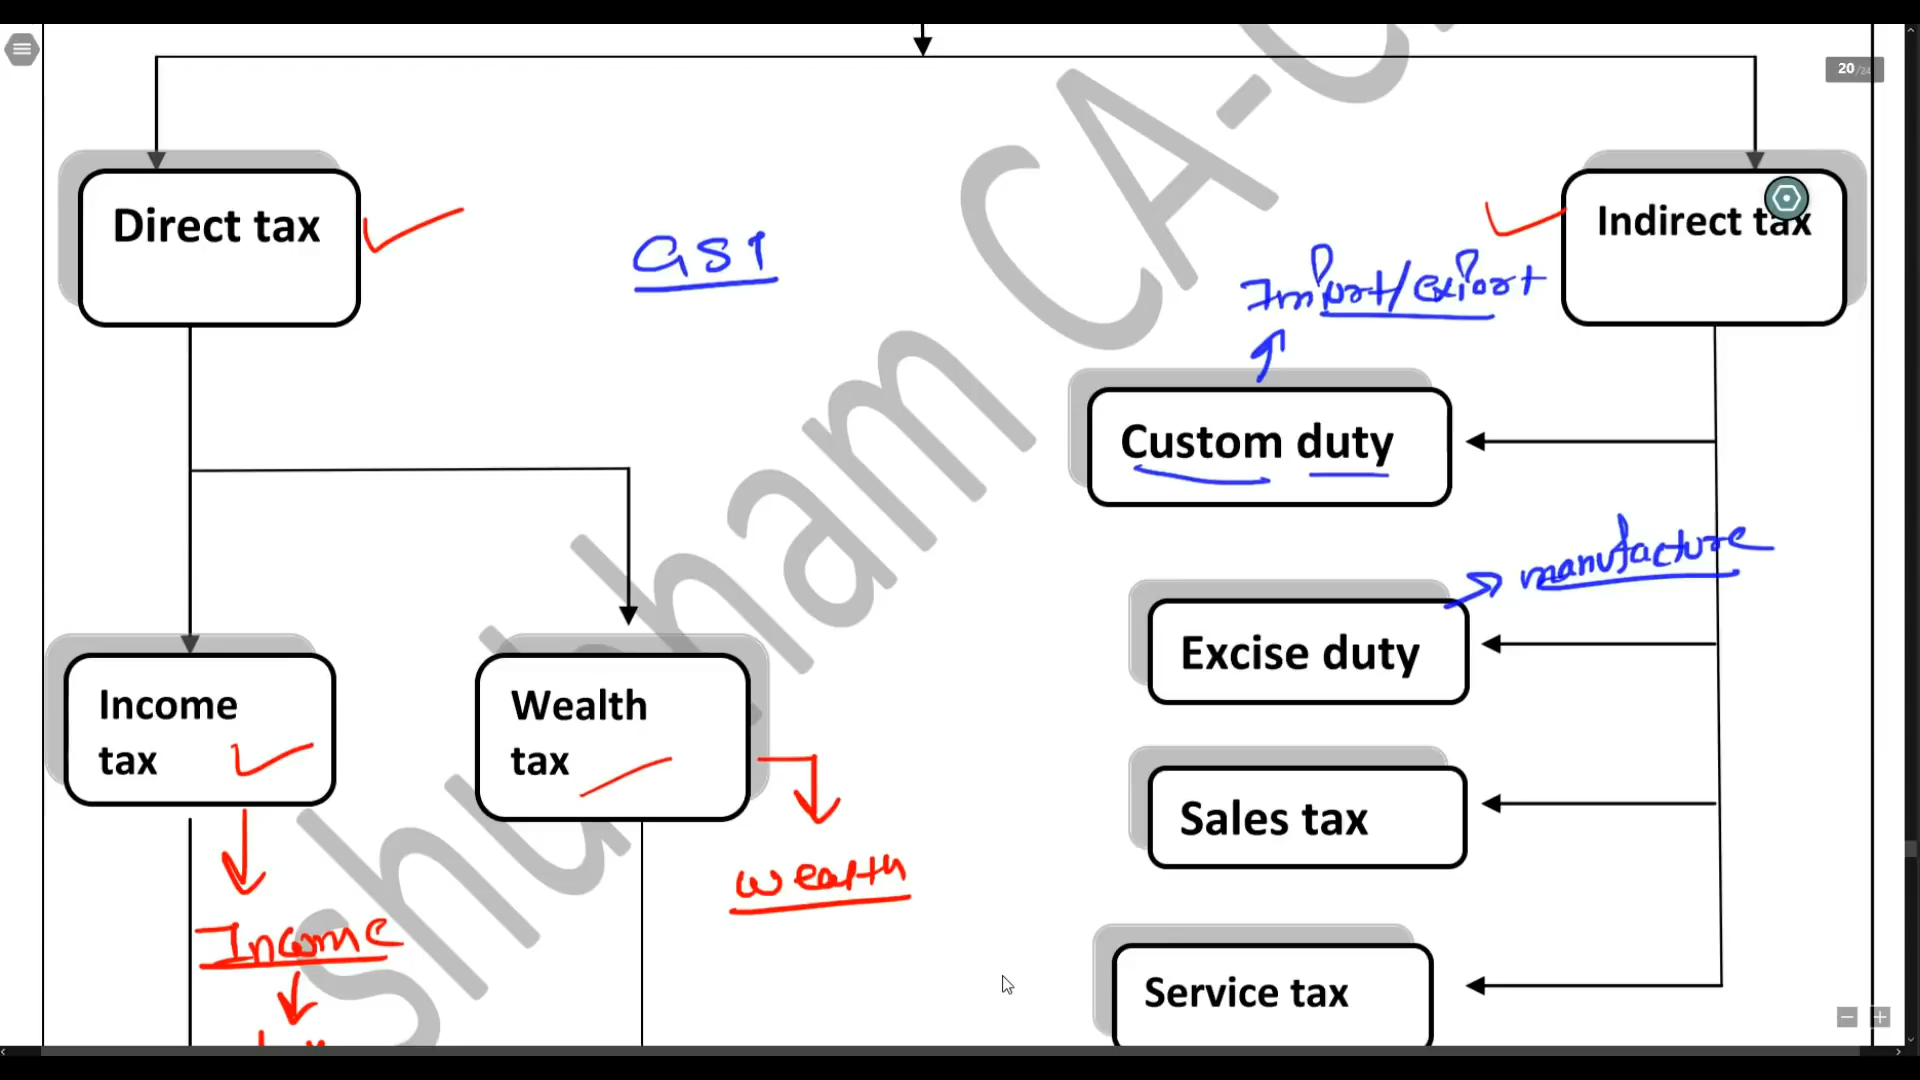 20/24
Direct tax
Indirect tax
GST
Import/export
Custom duty
manufacture
Excise duty
Income
tax
Wealth
tax
Sales tax
wealth
Income
Service tax
shubham CA-C